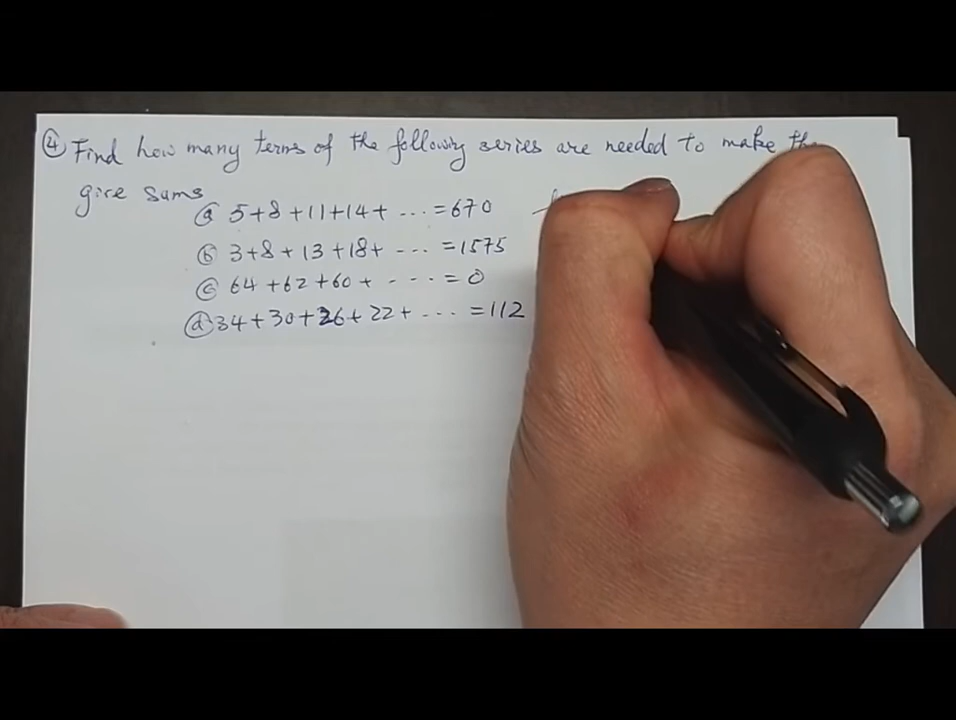 ④ Find how many terms of the following series are needed to make the
give sums
ⓐ 5+8+11+14+ ... =670
ⓑ 3+8+13+18+ ... =1575
ⓒ 64+62+60+ .... =0
ⓓ 34+30+26+22+ ... =112